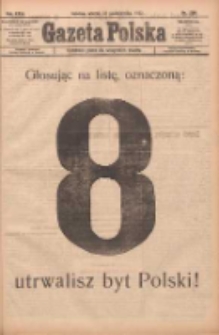 Gazeta Polska
Głosując na listę, oznaczoną:
8
utrwalisz byt Polski!